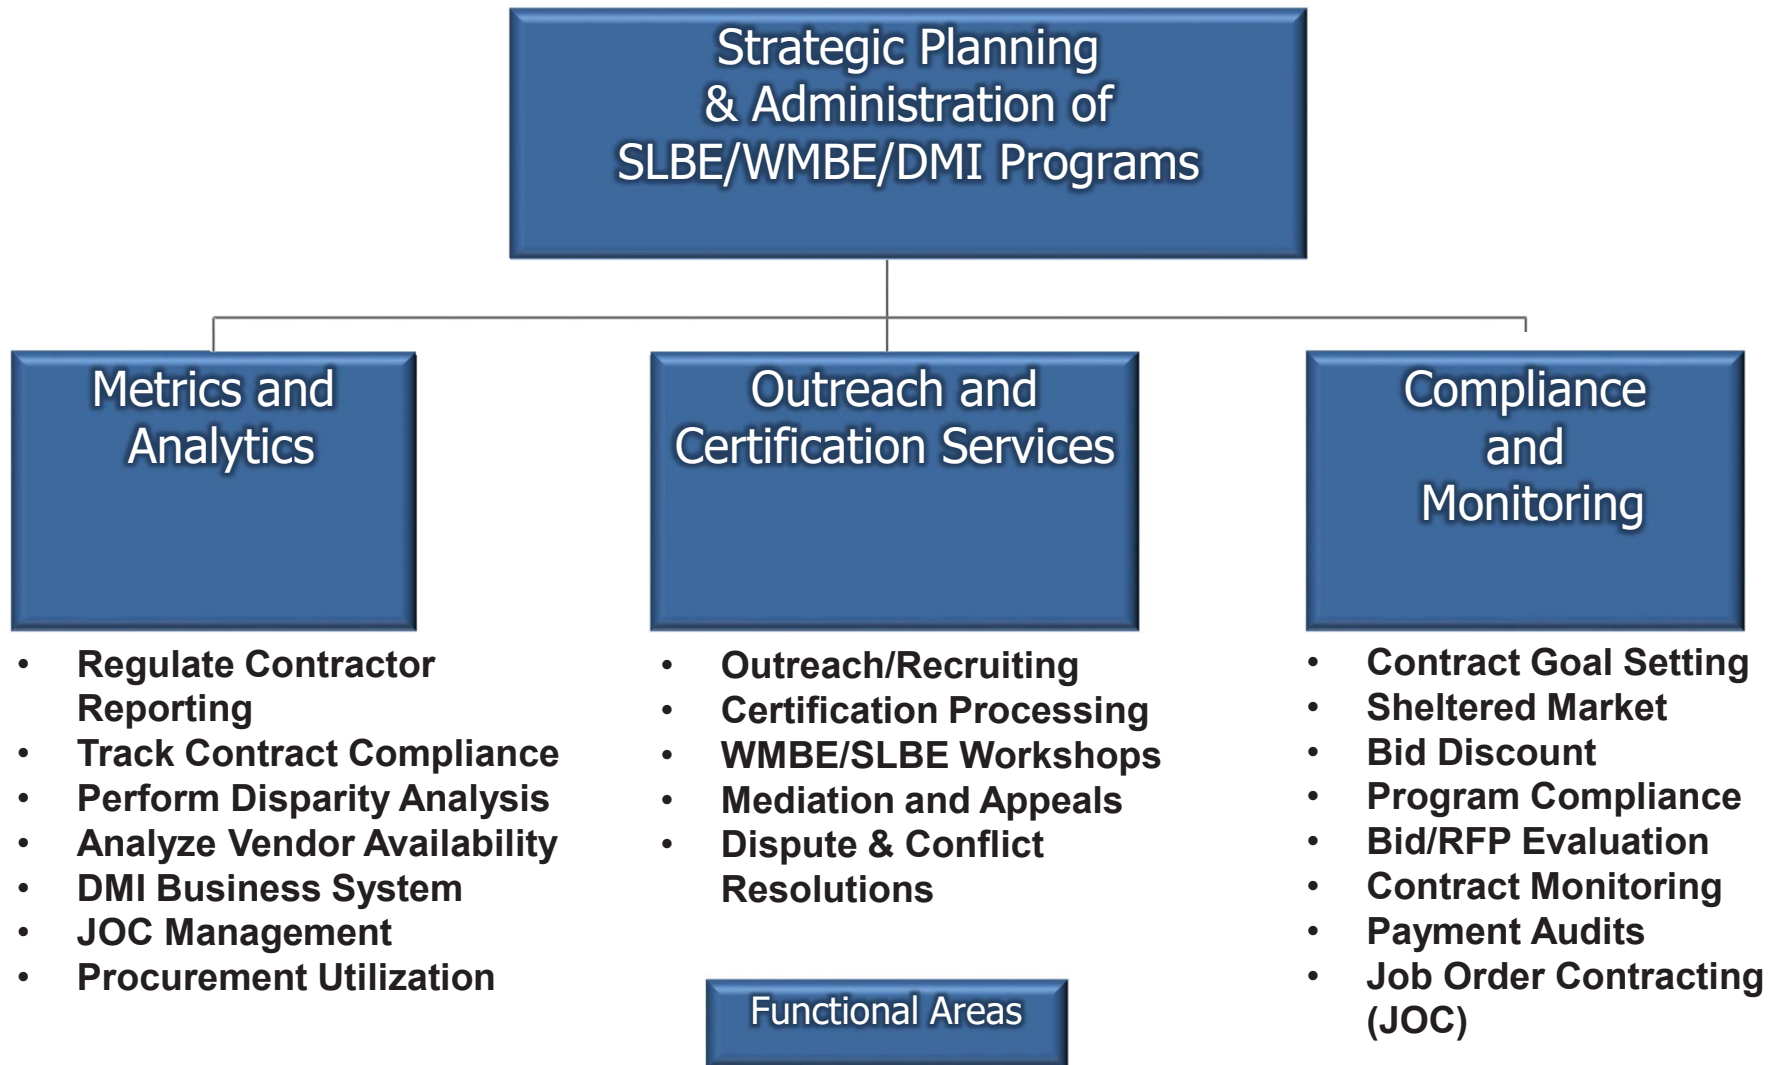 Strategic Planning
& Administration of
SLBE/WMBE/DMI Programs
Metrics and
Analytics
• Regulate Contractor
Reporting
• Track Contract Compliance
• Perform Disparity Analysis
• Analyze Vendor Availability
• DMI Business System
• JOC Management
• Procurement Utilization
Outreach and
Certification Services
• Outreach/Recruiting
• Certification Processing
• WMBE/SLBE Workshops
• Mediation and Appeals
• Dispute & Conflict
Resolutions
Compliance
and
Monitoring
• Contract Goal Setting
• Sheltered Market
• Bid Discount
• Program Compliance
• Bid/RFP Evaluation
• Contract Monitoring
• Payment Audits
• Job Order Contracting
(JOC)
Functional Areas